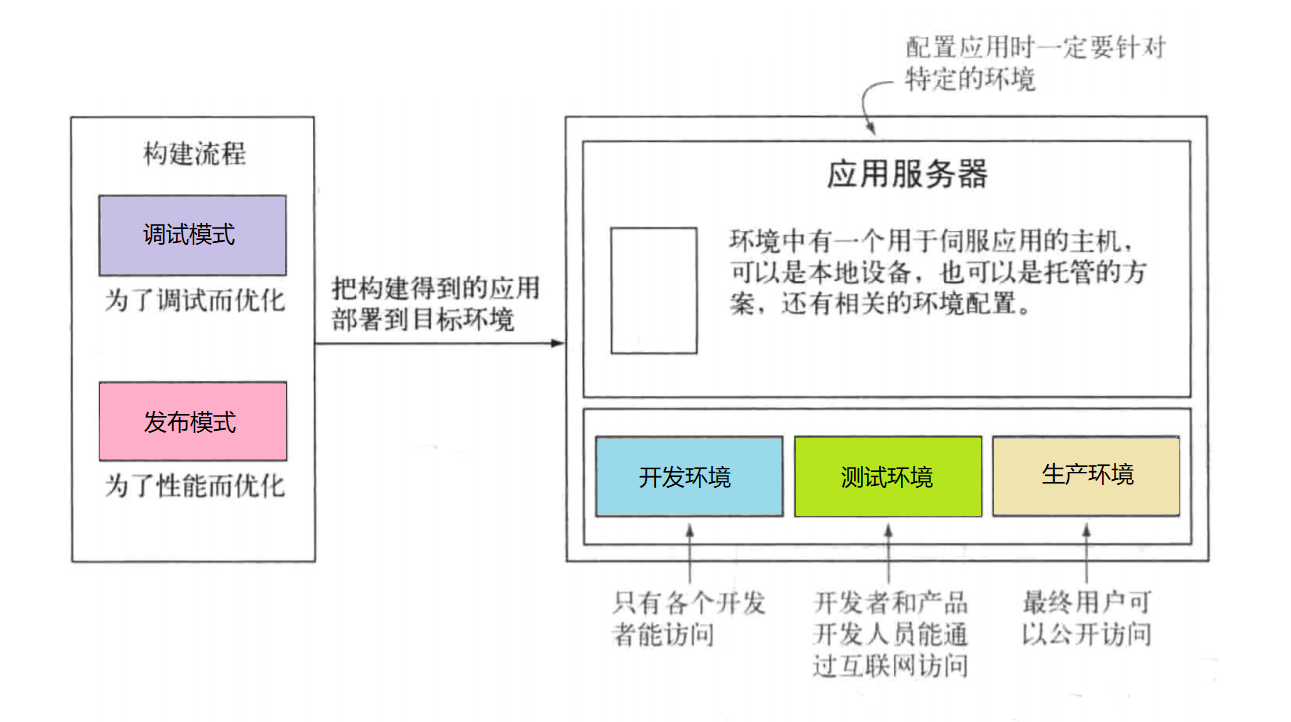 配置应用时一定要针对
特定的环境
构建流程
调试模式
为了调试而优化
发布模式
为了性能而优化
把构建得到的应用
部署到目标环境
应用服务器
环境中有一个用于伺服应用的主机,
可以是本地设备,也可以是托管的方
案,还有相关的环境配置。
开发环境
测试环境
生产环境
只有各个开发
者能访问
开发者和产品
开发人员能通
过互联网访问
最终用户可
以公开访问